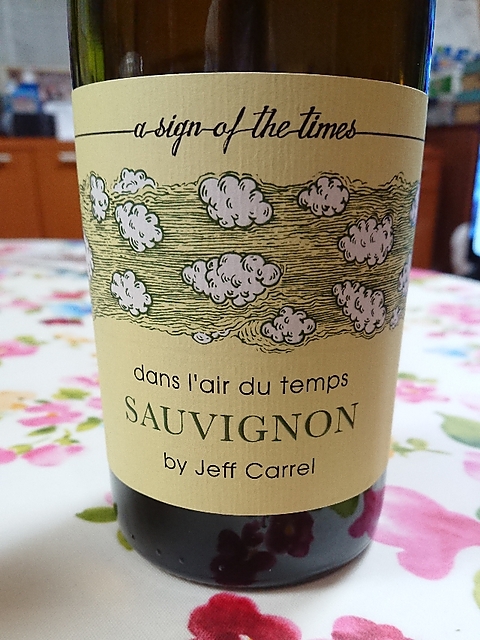 a sign of the times
dans l'air du temps
SAUVIGNON
by Jeff Carrel